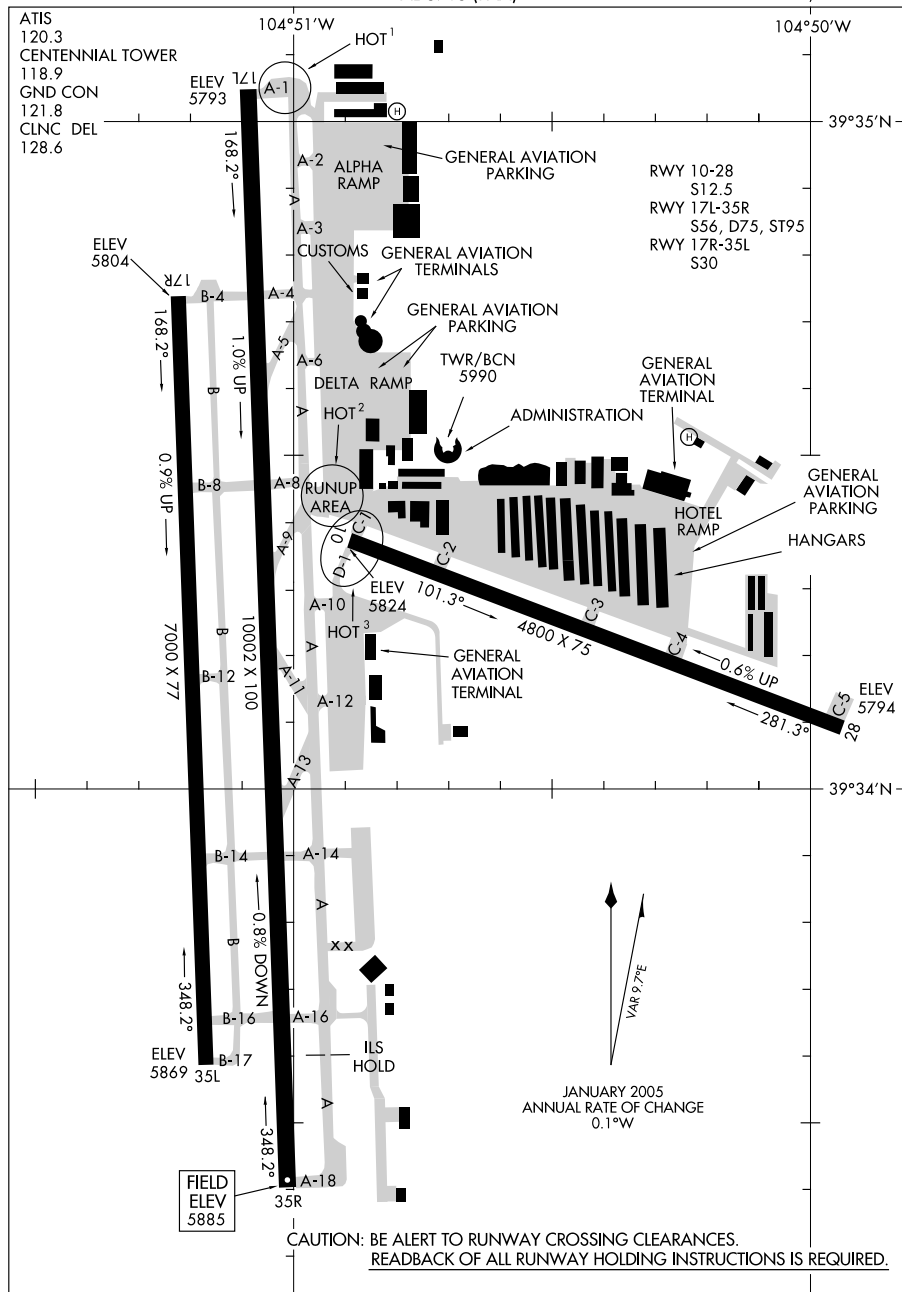 104°51'W
104°50'W
ATIS
120.3
CENTENNIAL TOWER
118.9
GND CON
121.8
CLNC DEL
128.6
HOT 1
ELEV
5793
17L
A-1
H
39°35'N
168.2°
A-2
ALPHA
RAMP
GENERAL AVIATION
PARKING
RWY 10-28
S12.5
RWY 17L-35R
S56, D75, ST95
RWY 17R-35L
S30
A
A-3
ELEV
5804
CUSTOMS
GENERAL AVIATION
TERMINALS
17R
B-4
A-4
168.2°
GENERAL AVIATION
PARKING
1.0% UP
A-5
A-6
TWR/BCN
5990
GENERAL
AVIATION
TERMINAL
B
DELTA RAMP
A
HOT 2
ADMINISTRATION
H
0.9% UP
B-8
A-8
RUNUP
AREA
GENERAL
AVIATION
PARKING
HOTEL
RAMP
A-9
10
C-1
C-2
HANGARS
D-1
ELEV
5824
101.3°
A-10
C-3
4800 X 75
HOT 3
B
A
C-4
7000 X 77
10002 X 100
GENERAL
AVIATION
TERMINAL
0.6% UP
B-12
A-11
A-12
C-5
ELEV
5794
281.3°
28
A-13
39°34'N
B-14
A-14
0.8% DOWN
A
B
X X
VAR 9.7°E
348.2°
B-16
A-16
ELEV
5869
B-17
35L
ILS
HOLD
JANUARY 2005
ANNUAL RATE OF CHANGE
0.1°W
A
348.2°
FIELD
ELEV
5885
A-18
35R
CAUTION: BE ALERT TO RUNWAY CROSSING CLEARANCES.
READBACK OF ALL RUNWAY HOLDING INSTRUCTIONS IS REQUIRED.